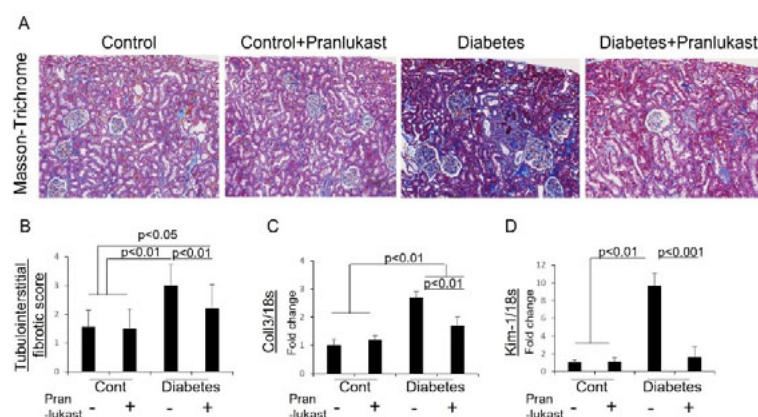 A
Control
Control+Pranlukast
Diabetes
Diabetes+Pranlukast
Masson-Trichrome
B
p<0.05
p<0.01
p<0.01
Tubulointerstitial
fibrotic score
4
3
2
1
0
Cont
Diabetes
Pran
-lukast
- + - +
C
p<0.01
p<0.01
Coll3/18s
Fold change
4
3
2
1
0
Cont
Diabetes
Pran
-lukast
- + - +
D
p<0.01
p<0.001
Kim-1/18s
Fold change
12
10
8
6
4
2
0
Cont
Diabetes
Pran
-lukast
- + - +